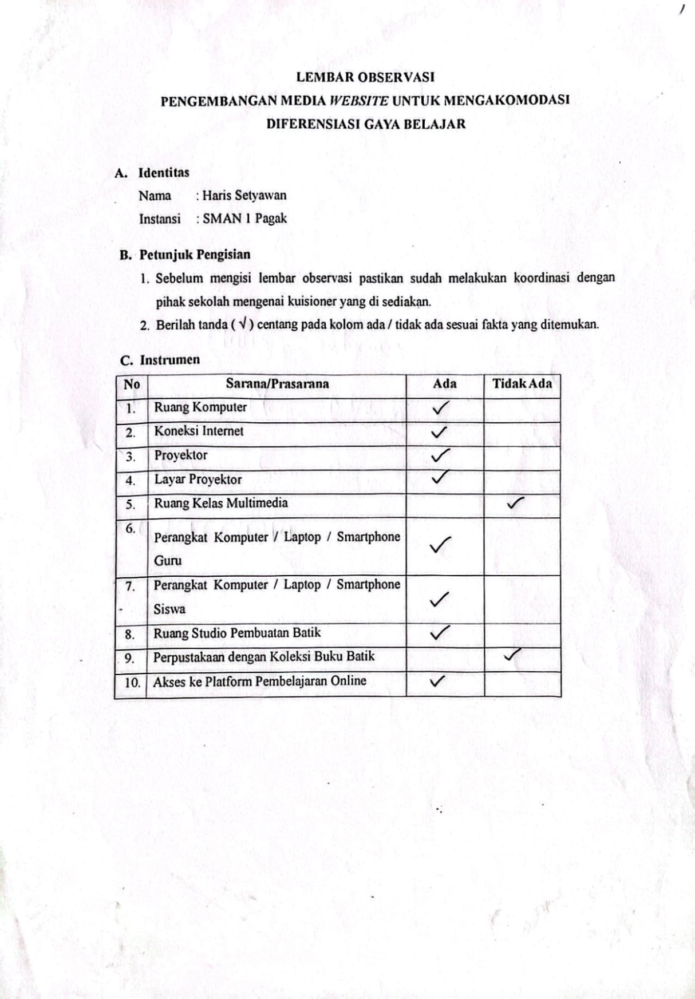 LEMBAR OBSERVASI
PENGEMBANGAN MEDIA WEBSITE UNTUK MENGAKOMODASI
DIFERENSIASI GAYA BELAJAR
A. Identitas
Nama : Haris Setyawan
Instansi : SMAN 1 Pagak
B. Petunjuk Pengisian
1. Sebelum mengisi lembar observasi pastikan sudah melakukan koordinasi dengan
pihak sekolah mengenai kuisioner yang di sediakan.
2. Berilah tanda ( √ ) centang pada kolom ada / tidak ada sesuai fakta yang ditemukan.
C. Instrumen
No Sarana/Prasarana Ada Tidak Ada
1. Ruang Komputer ✓
2. Koneksi Internet ✓
3. Proyektor ✓
4. Layar Proyektor ✓
5. Ruang Kelas Multimedia ✓
6. Perangkat Komputer / Laptop / Smartphone
Guru ✓
7. Perangkat Komputer / Laptop / Smartphone
Siswa ✓
8. Ruang Studio Pembuatan Batik ✓
9. Perpustakaan dengan Koleksi Buku Batik ✓
10. Akses ke Platform Pembelajaran Online ✓